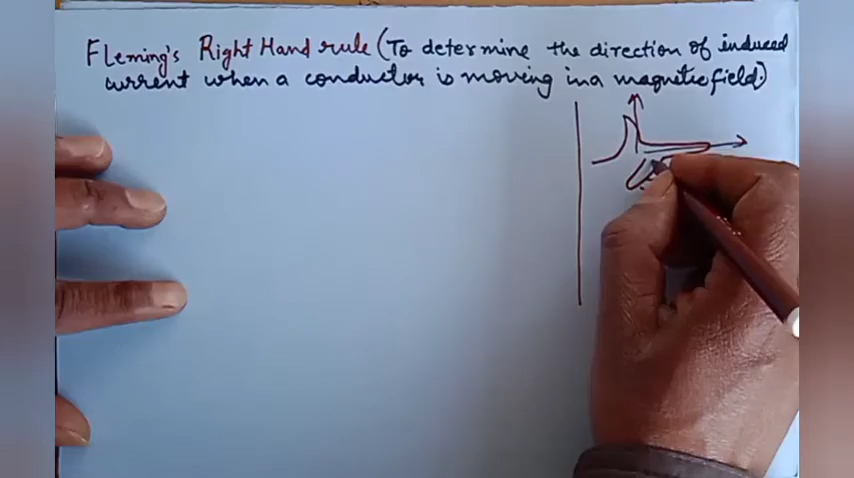 Fleming's Right Hand rule (To determine the direction of induced
current when a conductor is moving in a magnetic field.)